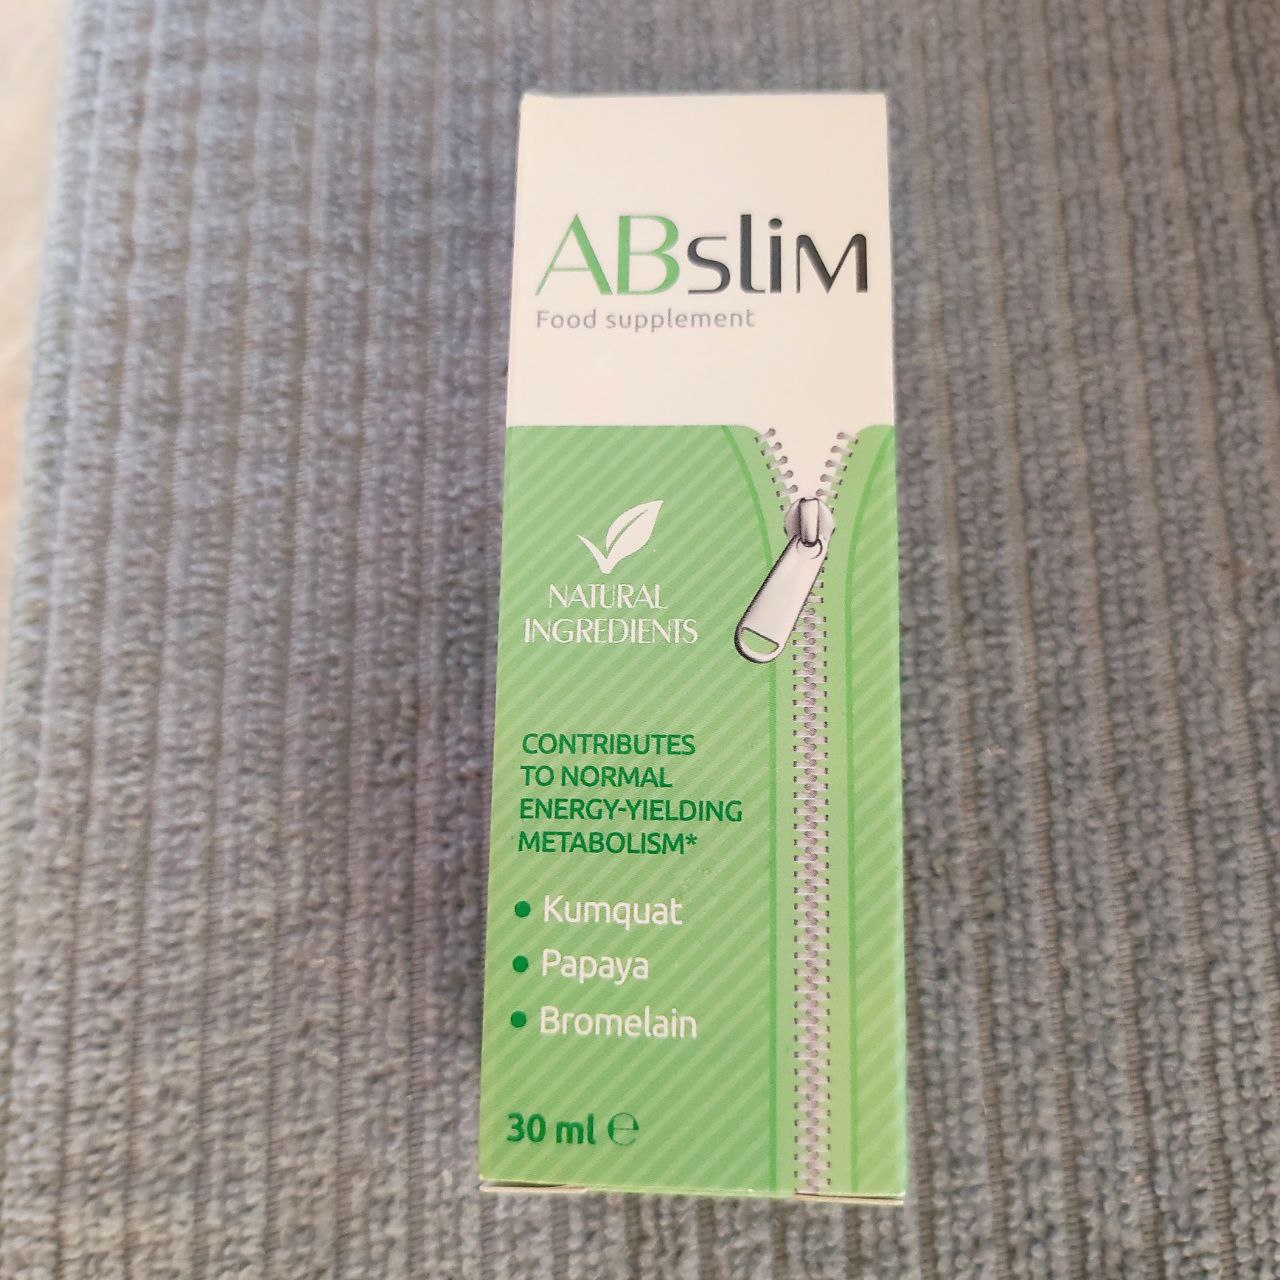 ABsliM
Food supplement
NATURAL
INGREDIENTS
CONTRIBUTES
TO NORMAL
ENERGY-YIELDING
METABOLISM*
• Kumquat
• Papaya
• Bromelain
30 ml ℮